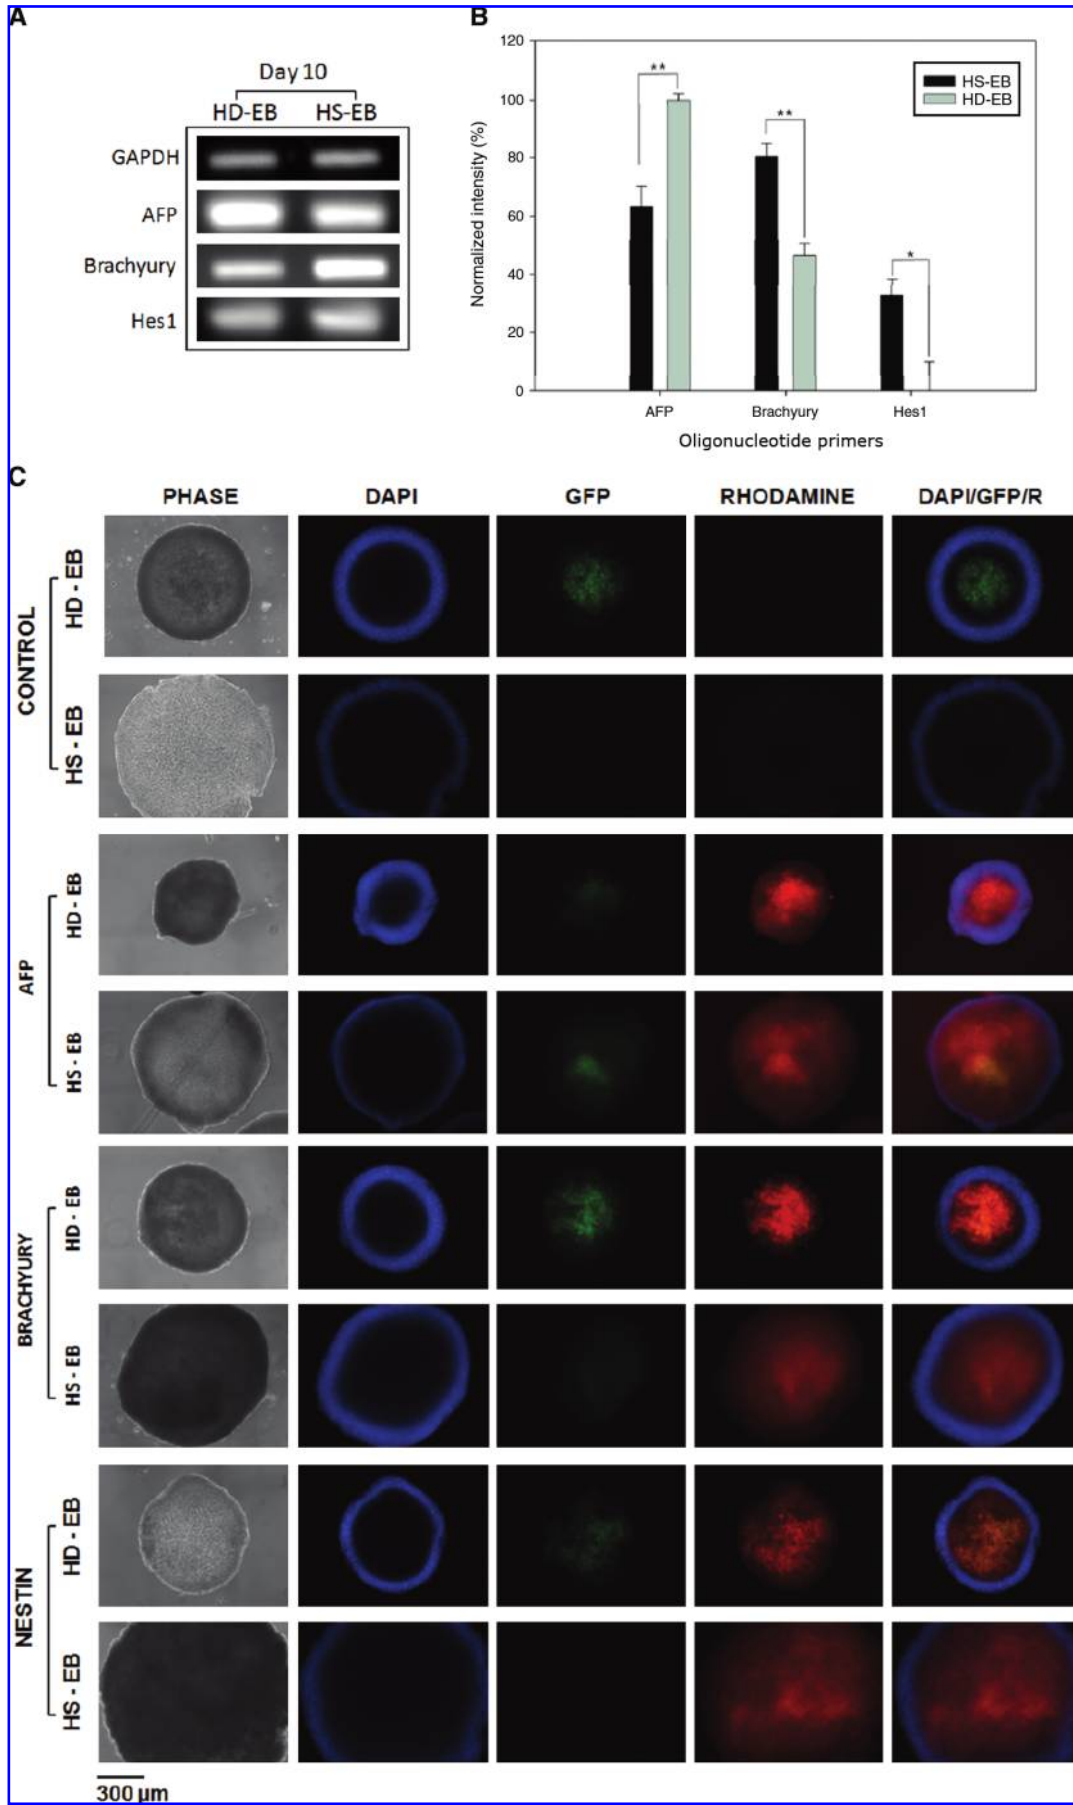 A
Day 10
HD-EB HS-EB
GAPDH
AFP
Brachyury
Hes1
B
120
100
80
60
40
20
0
Normalized intensity (%)
**
**
*
HS-EB
HD-EB
AFP Brachyury Hes1
Oligonucleotide primers
C
PHASE DAPI GFP RHODAMINE DAPI/GFP/R
CONTROL
HD - EB
HS - EB
AFP
HD - EB
HS - EB
BRACHYURY
HD - EB
HS - EB
NESTIN
HD - EB
HS - EB
300 µm